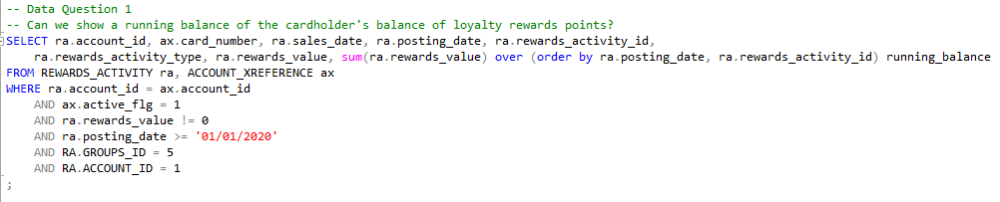 -- Data Question 1
-- Can we show a running balance of the cardholder's balance of loyalty rewards points?
SELECT ra.account_id, ax.card_number, ra.sales_date, ra.posting_date, ra.rewards_activity_id,
ra.rewards_activity_type, ra.rewards_value, sum(ra.rewards_value) over (order by ra.posting_date, ra.rewards_activity_id) running_balance
FROM REWARDS_ACTIVITY ra, ACCOUNT_XREFERENCE ax
WHERE ra.account_id = ax.account_id
AND ax.active_flg = 1
AND ra.rewards_value != 0
AND ra.posting_date >= '01/01/2020'
AND RA.GROUPS_ID = 5
AND RA.ACCOUNT_ID = 1
;